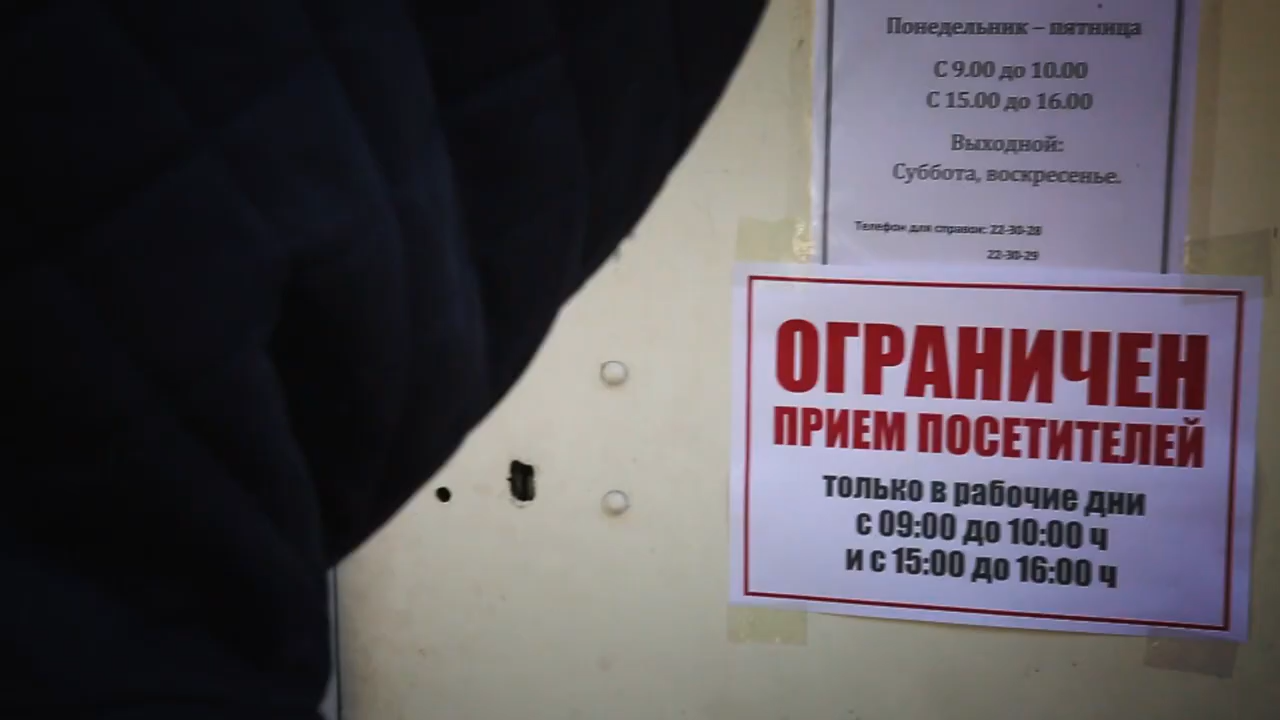 Понедельник – пятница
С 9.00 до 10.00
С 15.00 до 16.00
Выходной:
Суббота, воскресенье.
Телефон для справок: 22-30-28
22-30-29
ОГРАНИЧЕН
ПРИЕМ ПОСЕТИТЕЛЕЙ
только в рабочие дни
с 09:00 до 10:00 ч
и с 15:00 до 16:00 ч